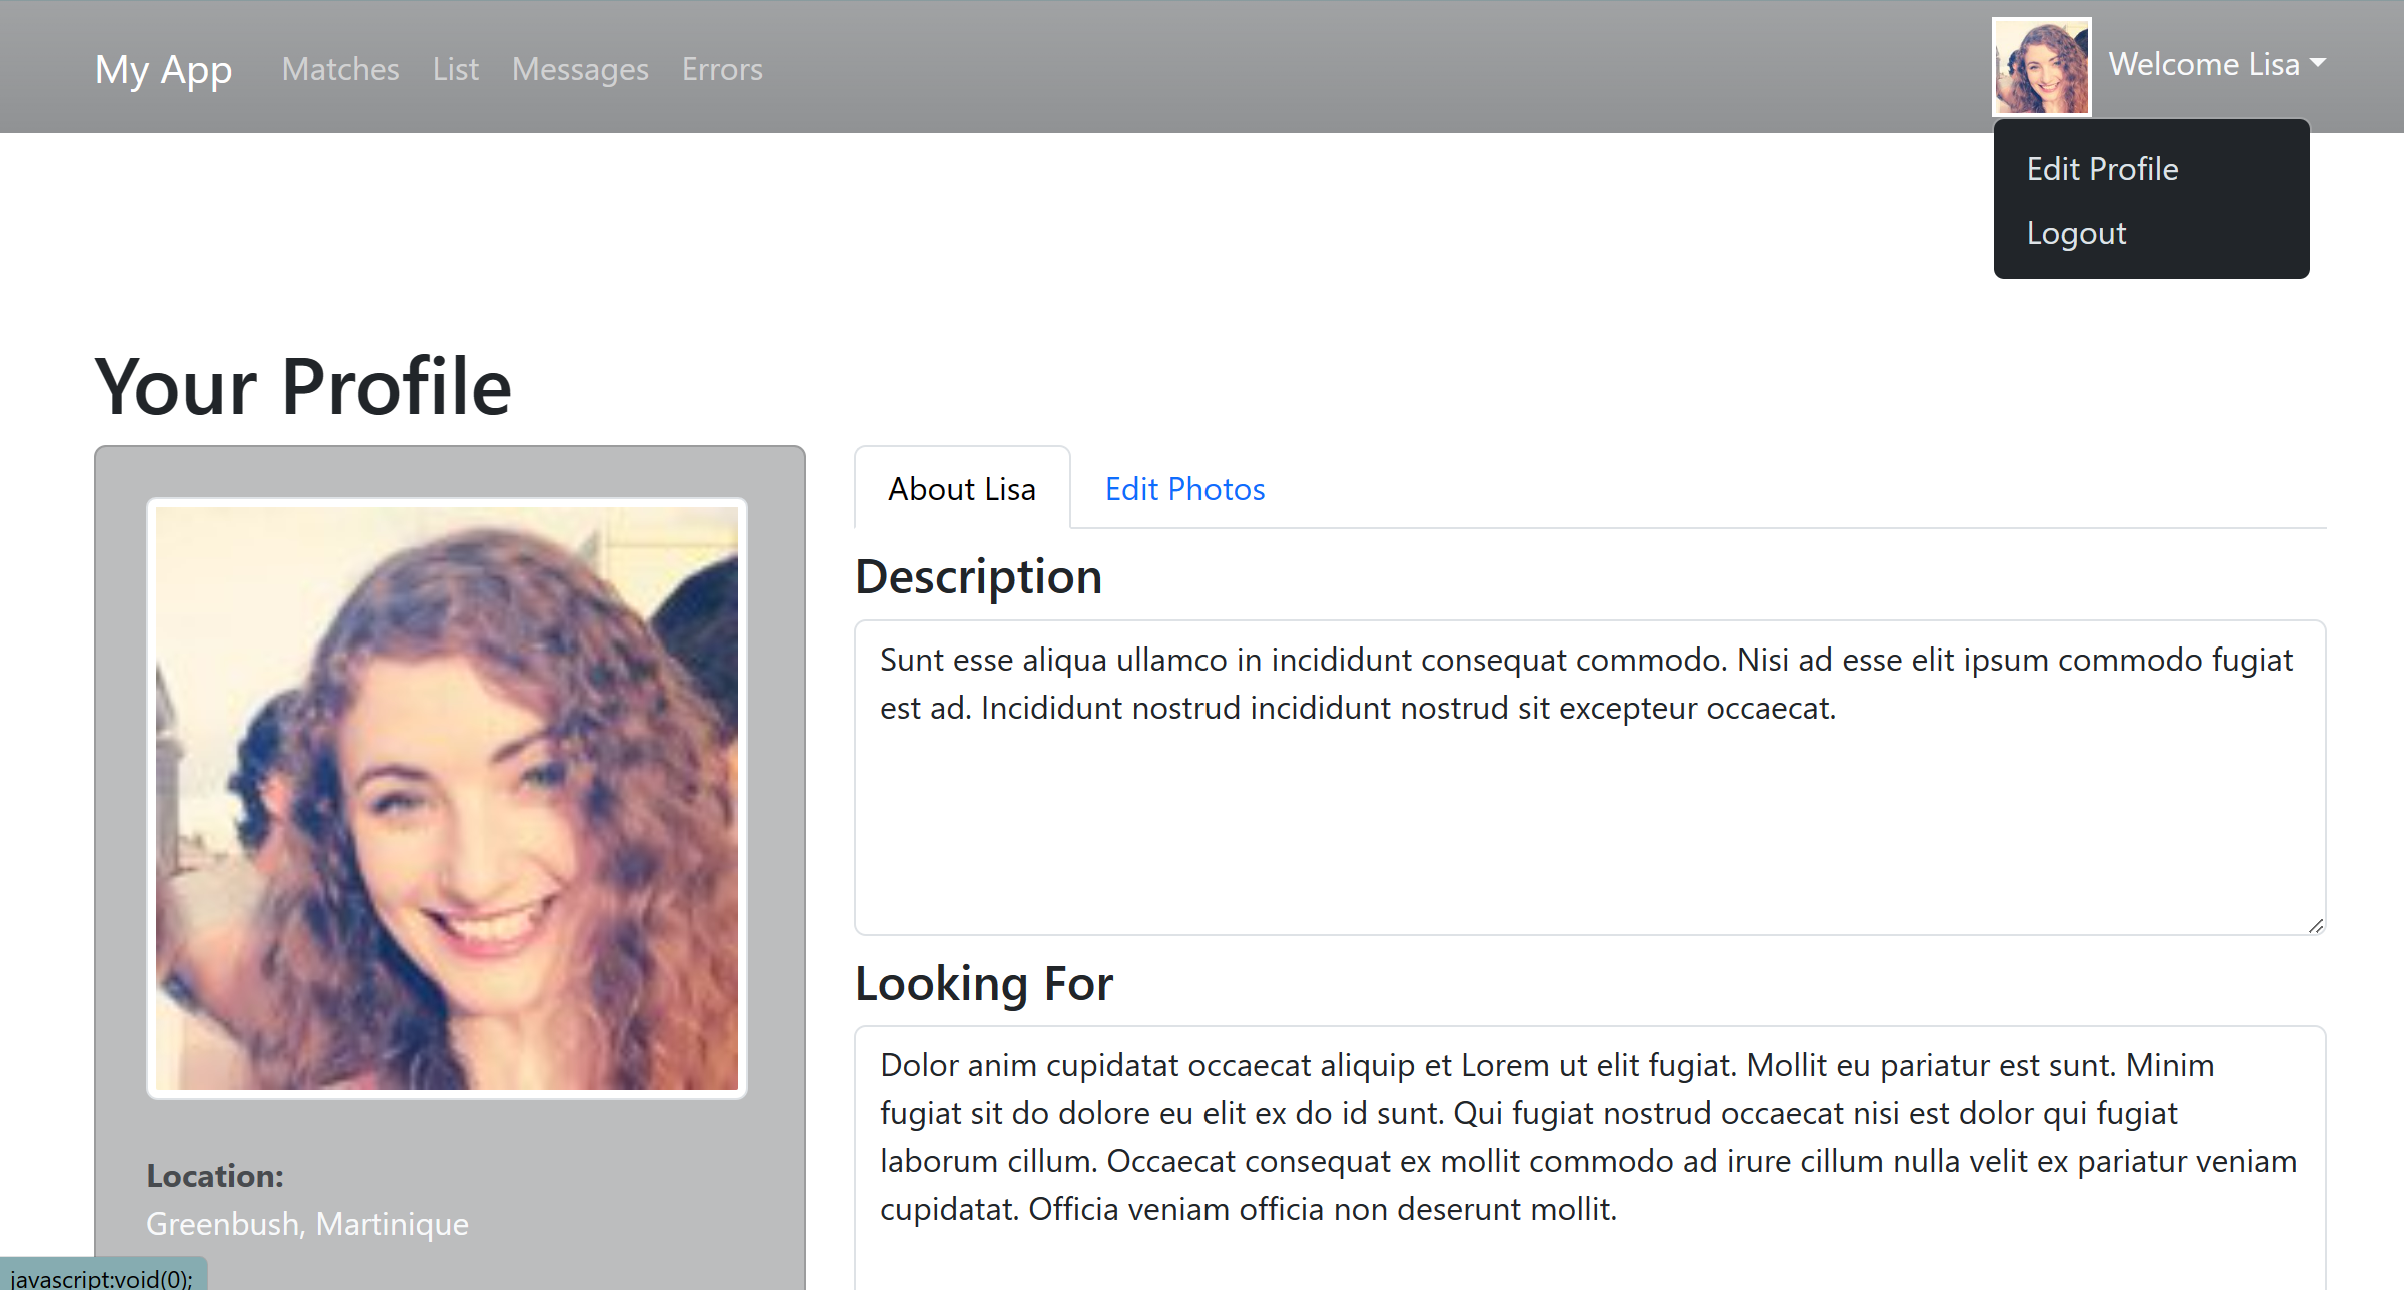 My App Matches List Messages Errors Welcome Lisa
Edit Profile
Logout
Your Profile
About Lisa Edit Photos
Description
Sunt esse aliqua ullamco in incididunt consequat commodo. Nisi ad esse elit ipsum commodo fugiat
est ad. Incididunt nostrud incididunt nostrud sit excepteur occaecat.
Looking For
Dolor anim cupidatat occaecat aliquip et Lorem ut elit fugiat. Mollit eu pariatur est sunt. Minim
fugiat sit do dolore eu elit ex do id sunt. Qui fugiat nostrud occaecat nisi est dolor qui fugiat
laborum cillum. Occaecat consequat ex mollit commodo ad irure cillum nulla velit ex pariatur veniam
cupidatat. Officia veniam officia non deserunt mollit.
Location:
Greenbush, Martinique
javascript:void(0);